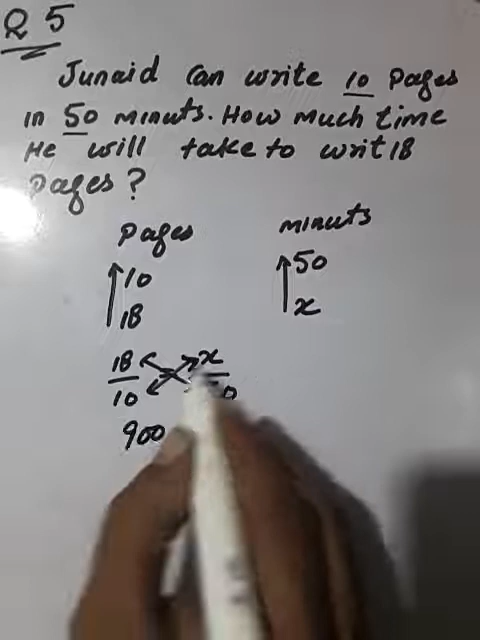 Q 5
Junaid Can write 10 Pages
in 50 minuts. How Much time
He will take to writ 18
Pages?
Pages minuts
10 50
18 x
18 x
10
900